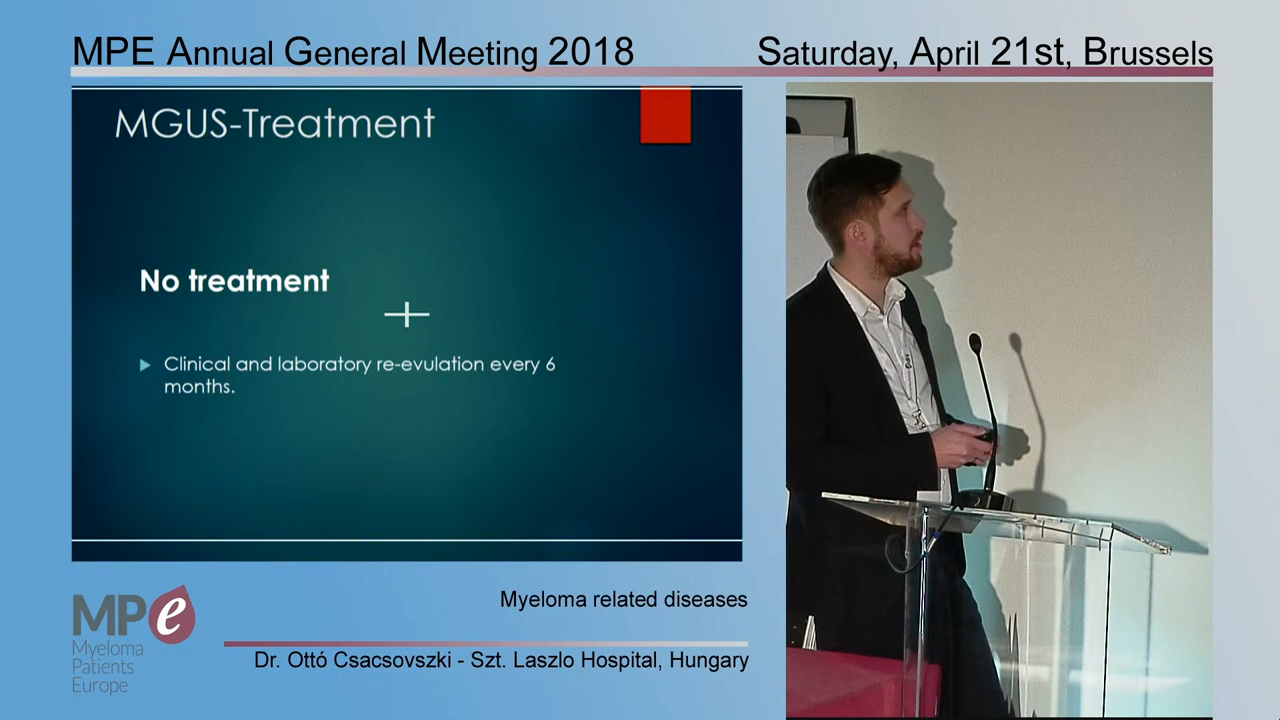 MPE Annual General Meeting 2018
Saturday, April 21st, Brussels
MGUS-Treatment
No treatment
+
Clinical and laboratory re-evulation every 6
months.
MPe
Myeloma
Patients
Europe
Myeloma related diseases
Dr. Ottó Csacsovszki - Szt. Laszlo Hospital, Hungary